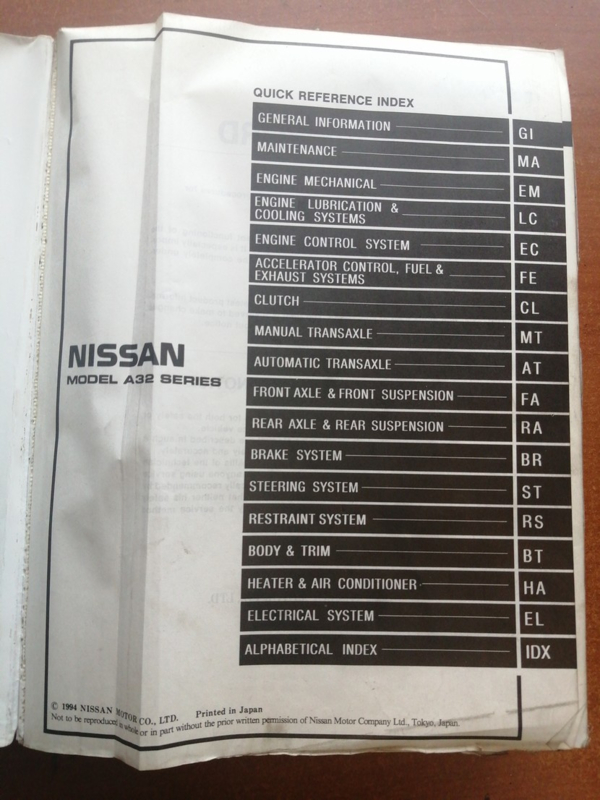 QUICK REFERENCE INDEX
GENERAL INFORMATION GI
MAINTENANCE MA
ENGINE MECHANICAL EM
ENGINE LUBRICATION &
COOLING SYSTEMS LC
ENGINE CONTROL SYSTEM EC
ACCELERATOR CONTROL, FUEL &
EXHAUST SYSTEMS FE
CLUTCH CL
MANUAL TRANSAXLE MT
AUTOMATIC TRANSAXLE AT
FRONT AXLE & FRONT SUSPENSION FA
REAR AXLE & REAR SUSPENSION RA
BRAKE SYSTEM BR
STEERING SYSTEM ST
RESTRAINT SYSTEM RS
BODY & TRIM BT
HEATER & AIR CONDITIONER HA
ELECTRICAL SYSTEM EL
ALPHABETICAL INDEX IDX
NISSAN
MODEL A32 SERIES
© 1994 NISSAN MOTOR CO., LTD. Printed in Japan
Not to be reproduced in whole or in part without the prior written permission of Nissan Motor Company Ltd., Tokyo, Japan.